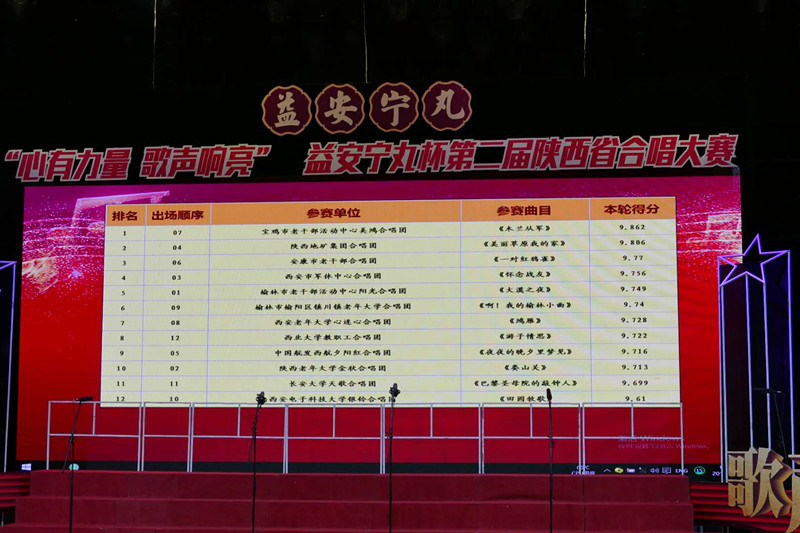 益安宁丸
“心有力量 歌声响亮” 益安宁丸杯第二届陕西省合唱大赛
排名 出场顺序 参赛单位 参赛曲目 本轮得分
1 07 宝鸡市老干部活动中心美鸿合唱团 《木兰从军》 9.862
2 04 陕西地矿集团合唱团 《美丽草原我的家》 9.806
3 06 安康市老干部合唱团 《一对红鸽雀》 9.77
4 03 西安市军休中心合唱团 《怀念战友》 9.756
5 01 榆林市老干部活动中心阳光合唱团 《大漠之夜》 9.749
6 09 榆林市榆阳区镇川镇老年大学合唱团 《啊！我的榆林小曲》 9.74
7 08 西安老年大学心连心合唱团 《鸿雁》 9.728
8 12 西北大学教职工合唱团 《游子情思》 9.722
9 05 中国航发西航夕阳红合唱团 《夜夜的晚夕里梦见》 9.716
10 02 陕西老年大学金秋合唱团 《娄山关》 9.713
11 11 长安大学天歌合唱团 《巴黎圣母院的敲钟人》 9.699
12 10 西安电子科技大学银铃合唱团 《田园牧歌》 9.61
激活 Windows
ENG
歌